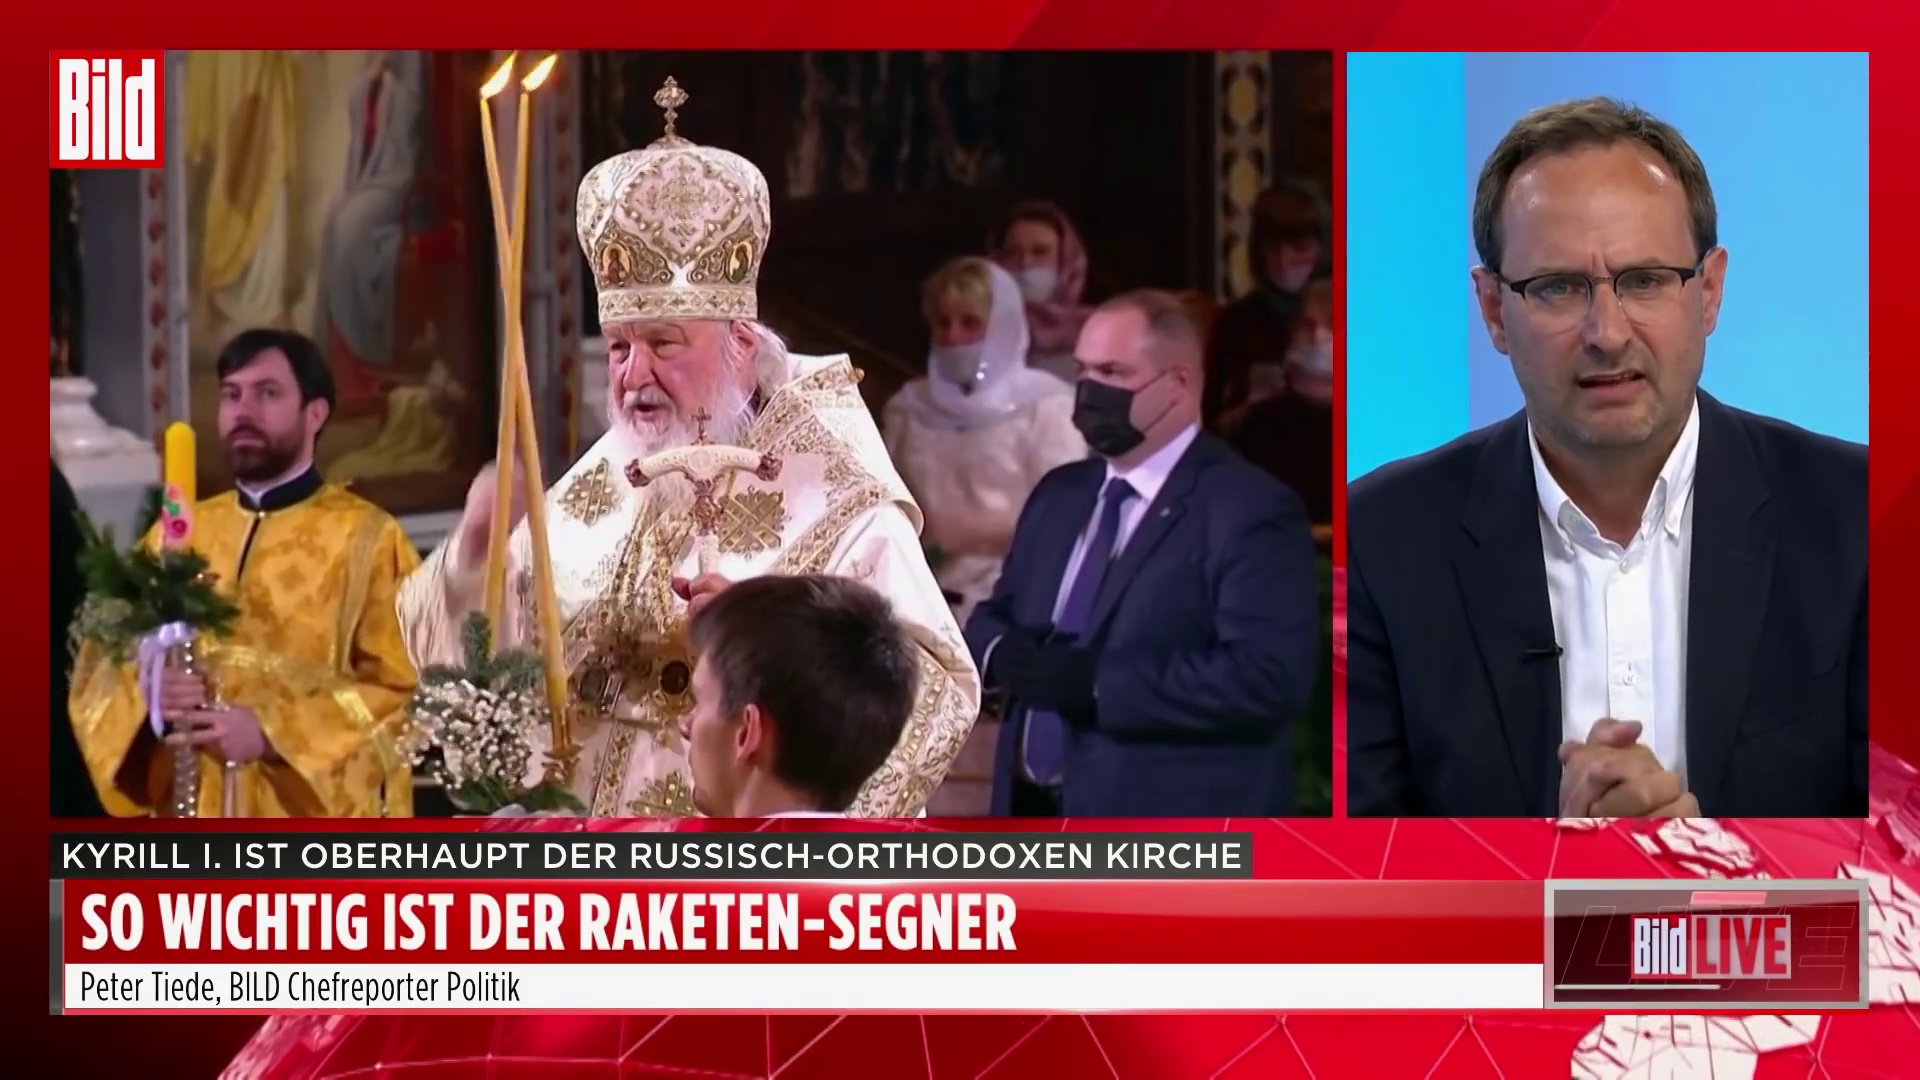 Bild
KYRILL I. IST OBERHAUPT DER RUSSISCH-ORTHODOXEN KIRCHE
SO WICHTIG IST DER RAKETEN-SEGNER
Peter Tiede, BILD Chefreporter Politik
Bild LIVE